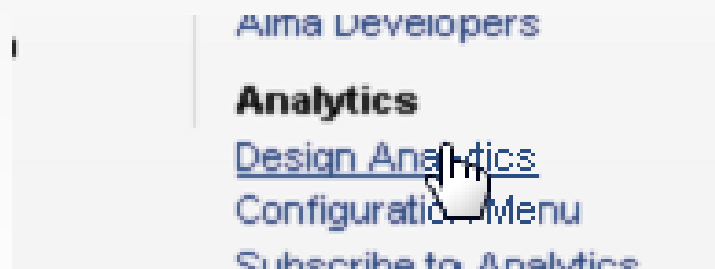 Alma Developers
Analytics
Design Analytics
Configuration Menu
Subscribe to Analytics